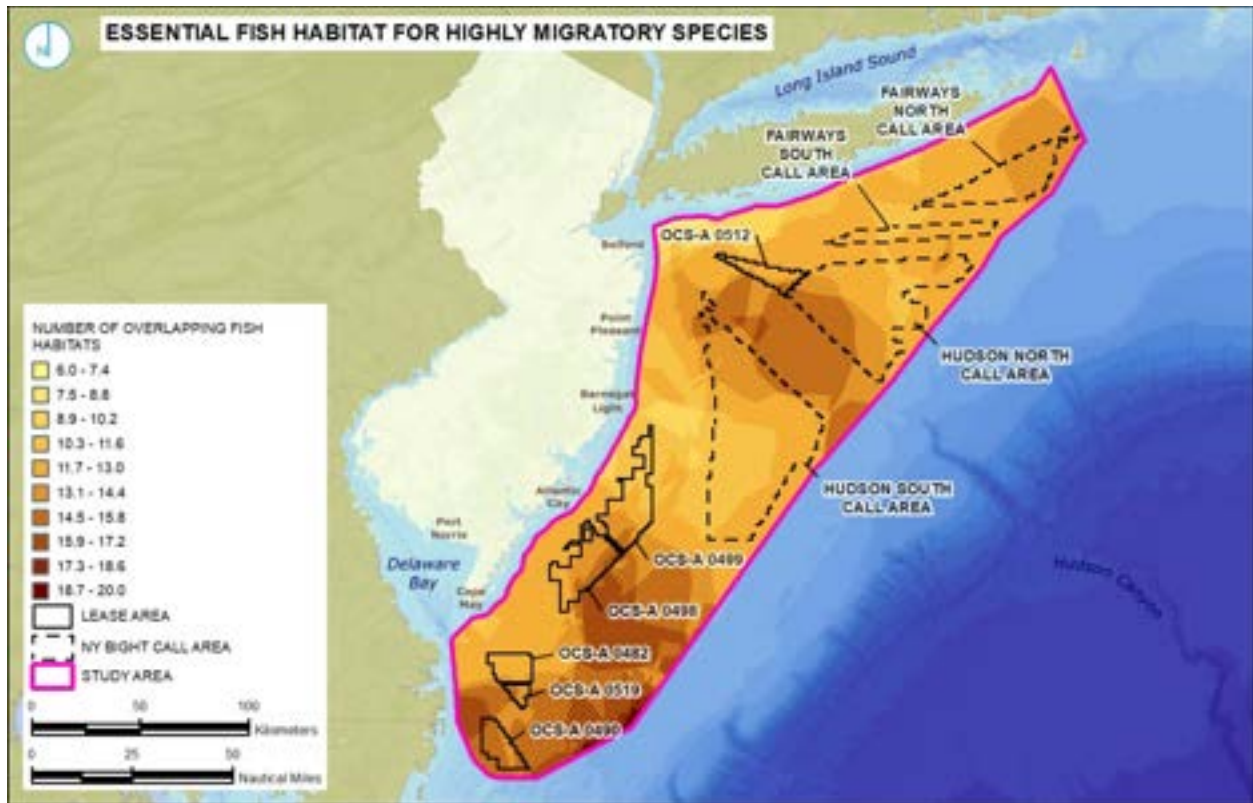 ESSENTIAL FISH HABITAT FOR HIGHLY MIGRATORY SPECIES
N
Long Island Sound
FAIRWAYS
NORTH
CALL AREA
FAIRWAYS
SOUTH
CALL AREA
OCS-A 0512
Belford
Point
Pleasant
HUDSON NORTH
CALL AREA
Barnegat
Light
HUDSON SOUTH
CALL AREA
Atlantic
City
Port
Norris
Delaware
Bay
Cape
May
OCS-A 0499
OCS-A 0498
OCS-A 0482
OCS-A 0519
OCS-A 0490
Hudson Canyon
NUMBER OF OVERLAPPING FISH
HABITATS
6.0 - 7.4
7.5 - 8.8
8.9 - 10.2
10.3 - 11.6
11.7 - 13.0
13.1 - 14.4
14.5 - 15.8
15.9 - 17.2
17.3 - 18.6
18.7 - 20.0
LEASE AREA
NY BIGHT CALL AREA
STUDY AREA
0 50 100
Kilometers
0 25 50
Nautical Miles